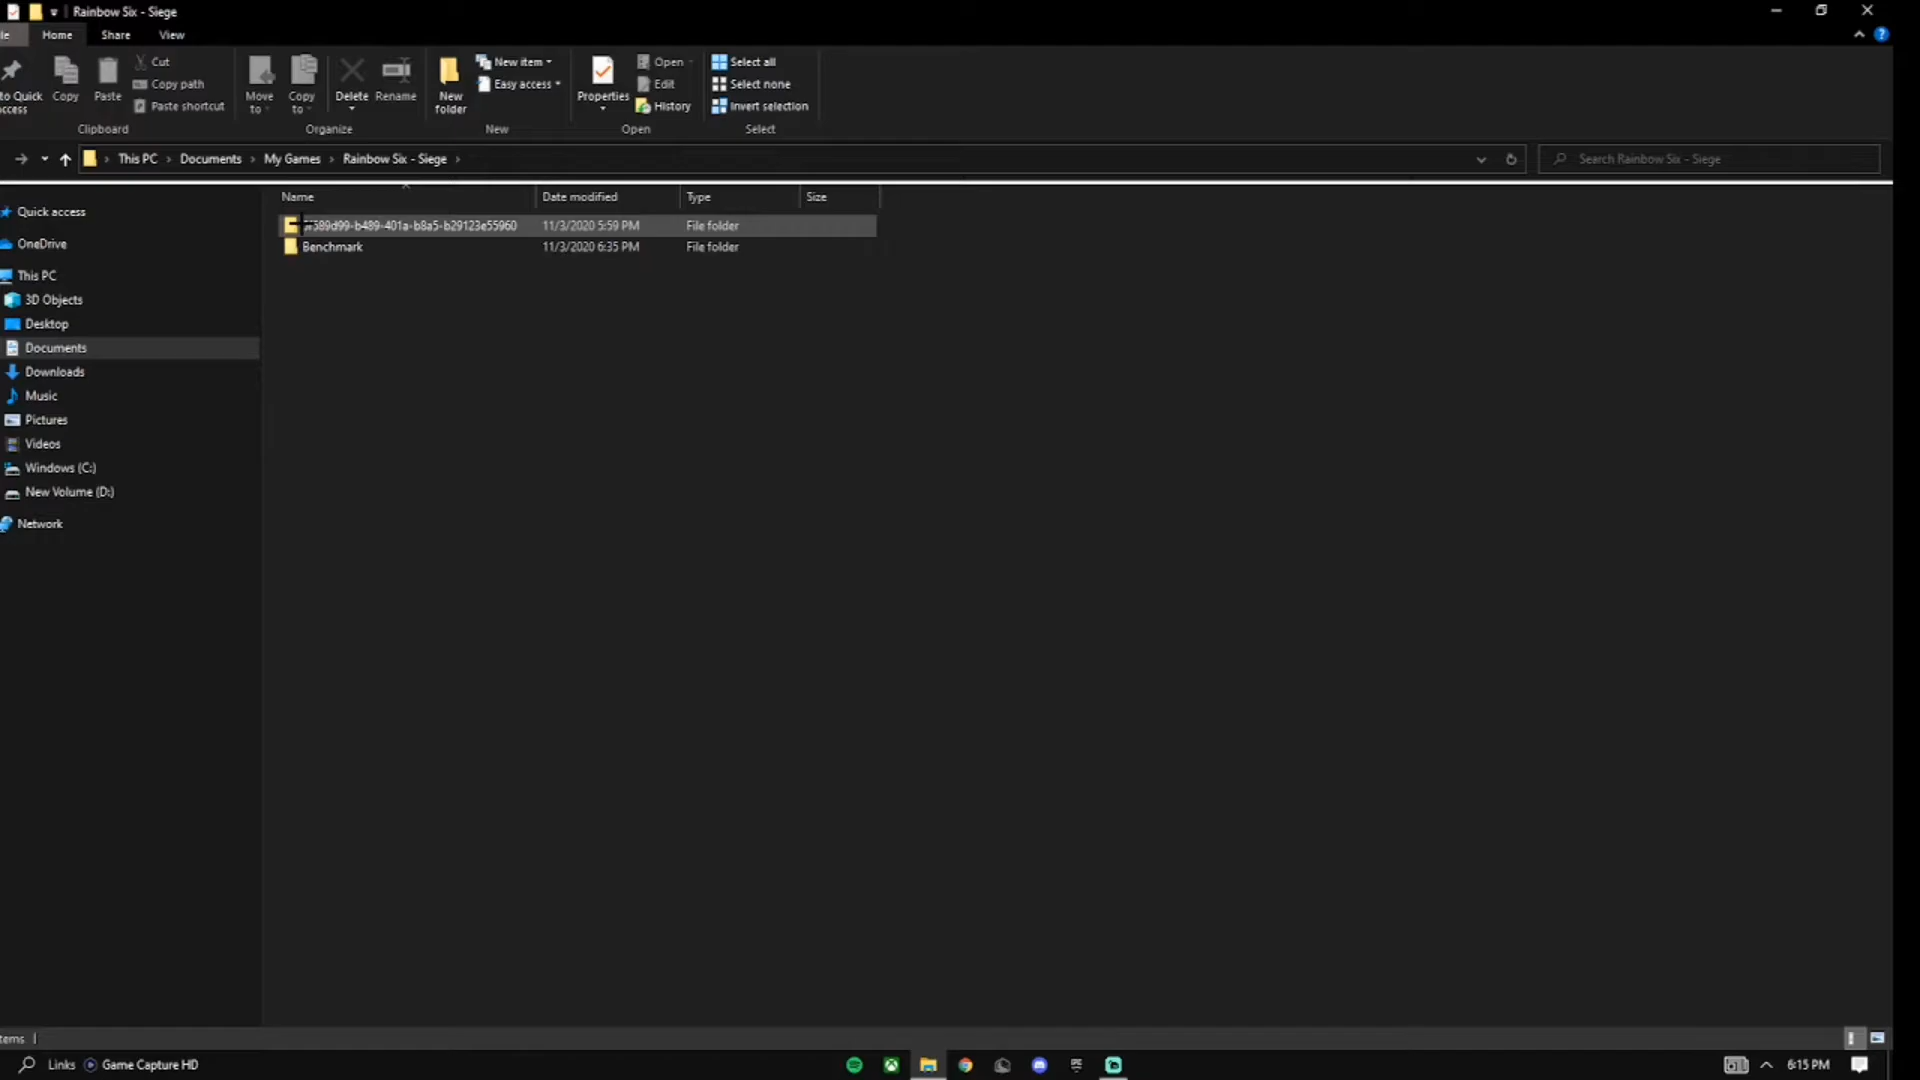 Rainbow Six - Siege
Home Share View
Cut
Copy path
Paste shortcut
Copy
Paste
Move to
Copy to
Delete
Rename
New folder
New item
Easy access
Properties
Open
Edit
History
Select all
Select none
Invert selection
Clipboard Organize New Open Select
This PC › Documents › My Games › Rainbow Six - Siege ›
Search Rainbow Six - Siege
Name Date modified Type Size
11/3/2020 5:59 PM File folder
Benchmark 11/3/2020 6:35 PM File folder
Quick access
OneDrive
This PC
3D Objects
Desktop
Documents
Downloads
Music
Pictures
Videos
Windows (C:)
New Volume (D:)
Network
Links Game Capture HD
6:15 PM